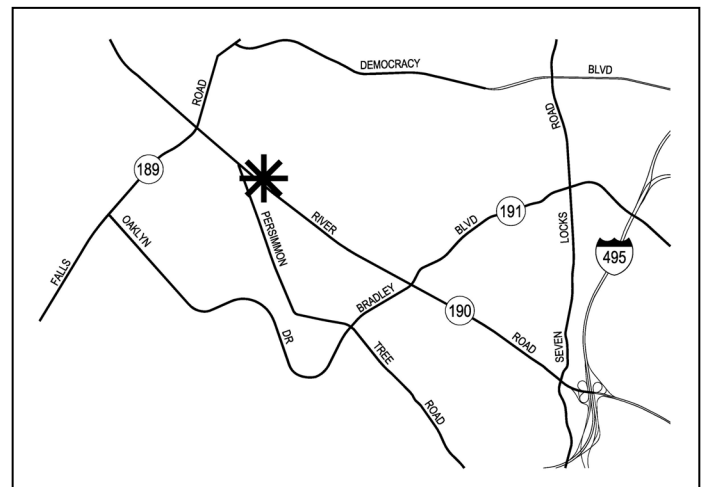 DEMOCRACY
BLVD
ROAD
ROAD
189
191
BLVD
OAKLYN
PERSIMMON
RIVER
LOCKS
495
FALLS
BRADLEY
190
DR
TREE
ROAD
SEVEN
ROAD